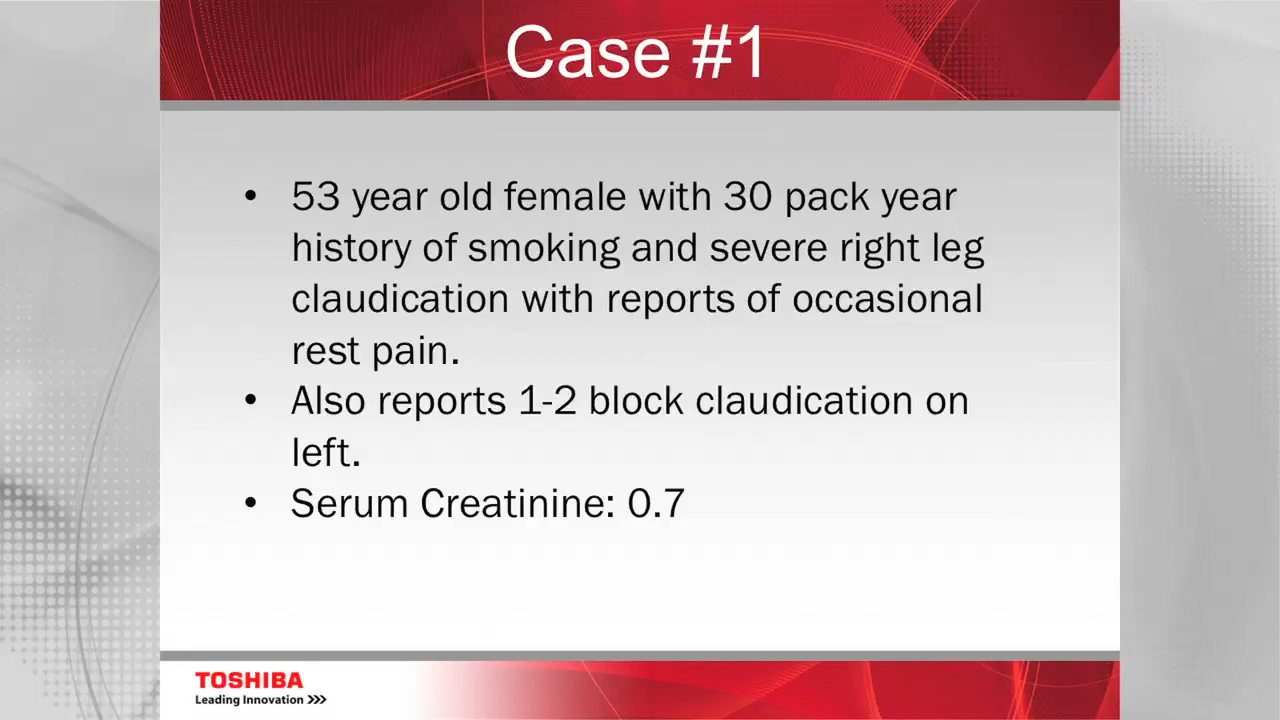 Case #1
• 53 year old female with 30 pack year
history of smoking and severe right leg
claudication with reports of occasional
rest pain.
• Also reports 1-2 block claudication on
left.
• Serum Creatinine: 0.7
TOSHIBA
Leading Innovation >>>